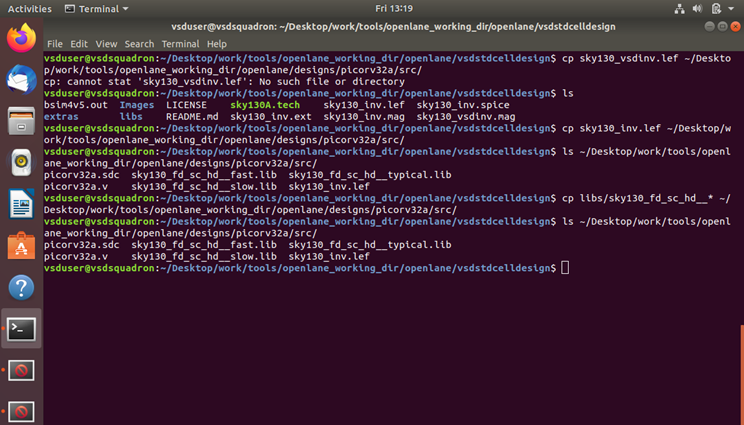 Activities Terminal Fri 13:19
vsduser@vsdsquadron: ~/Desktop/work/tools/openlane_working_dir/openlane/vsdstdcelldesign
File Edit View Search Terminal Help
vsduser@vsdsquadron:~/Desktop/work/tools/openlane_working_dir/openlane/vsdstdcelldesign$ cp sky130_vsdinv.lef ~/Deskto
p/work/tools/openlane_working_dir/openlane/designs/picorv32a/src/
cp: cannot stat 'sky130_vsdinv.lef': No such file or directory
vsduser@vsdsquadron:~/Desktop/work/tools/openlane_working_dir/openlane/vsdstdcelldesign$ ls
bsim4v5.out Images LICENSE sky130A.tech sky130_inv.lef sky130_inv.spice
extras libs README.md sky130_inv.ext sky130_inv.mag sky130_vsdinv.mag
vsduser@vsdsquadron:~/Desktop/work/tools/openlane_working_dir/openlane/vsdstdcelldesign$ cp sky130_inv.lef ~/Desktop/w
ork/tools/openlane_working_dir/openlane/designs/picorv32a/src/
vsduser@vsdsquadron:~/Desktop/work/tools/openlane_working_dir/openlane/vsdstdcelldesign$ ls ~/Desktop/work/tools/openl
ane_working_dir/openlane/designs/picorv32a/src/
picorv32a.sdc sky130_fd_sc_hd__fast.lib sky130_fd_sc_hd__typical.lib
picorv32a.v sky130_fd_sc_hd__slow.lib sky130_inv.lef
vsduser@vsdsquadron:~/Desktop/work/tools/openlane_working_dir/openlane/vsdstdcelldesign$ cp libs/sky130_fd_sc_hd__* ~/
Desktop/work/tools/openlane_working_dir/openlane/designs/picorv32a/src/
vsduser@vsdsquadron:~/Desktop/work/tools/openlane_working_dir/openlane/vsdstdcelldesign$ ls ~/Desktop/work/tools/openl
ane_working_dir/openlane/designs/picorv32a/src/
picorv32a.sdc sky130_fd_sc_hd__fast.lib sky130_fd_sc_hd__typical.lib
picorv32a.v sky130_fd_sc_hd__slow.lib sky130_inv.lef
vsduser@vsdsquadron:~/Desktop/work/tools/openlane_working_dir/openlane/vsdstdcelldesign$